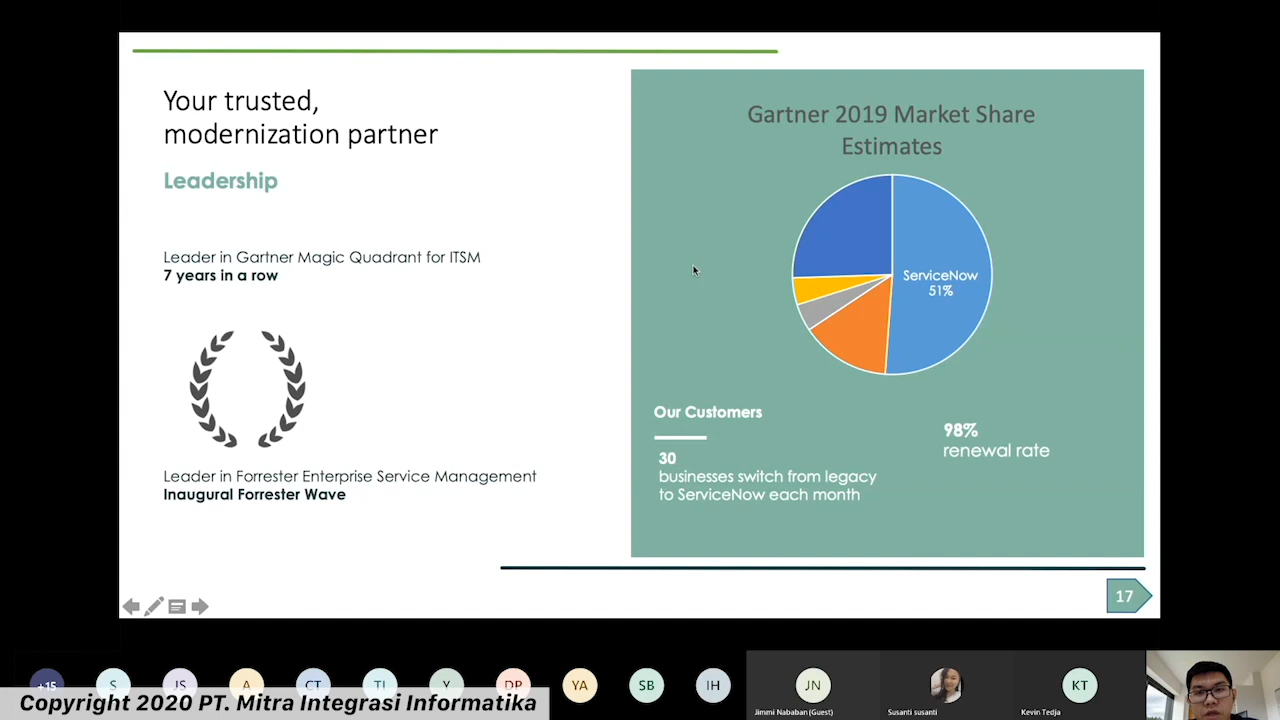 Your trusted,
modernization partner
Leadership
Leader in Gartner Magic Quadrant for ITSM
7 years in a row
Leader in Forrester Enterprise Service Management
Inaugural Forrester Wave
Gartner 2019 Market Share
Estimates
ServiceNow
51%
Our Customers
30
businesses switch from legacy
to ServiceNow each month
98%
renewal rate
17
+15
S
JS
A
CT
TI
Y
DP
YA
SB
IH
JN
KT
Jimmi Nababan (Guest)
Susanti susanti
Kevin Tedja
Copyright 2020 PT. Mitra Integrasi Informatika